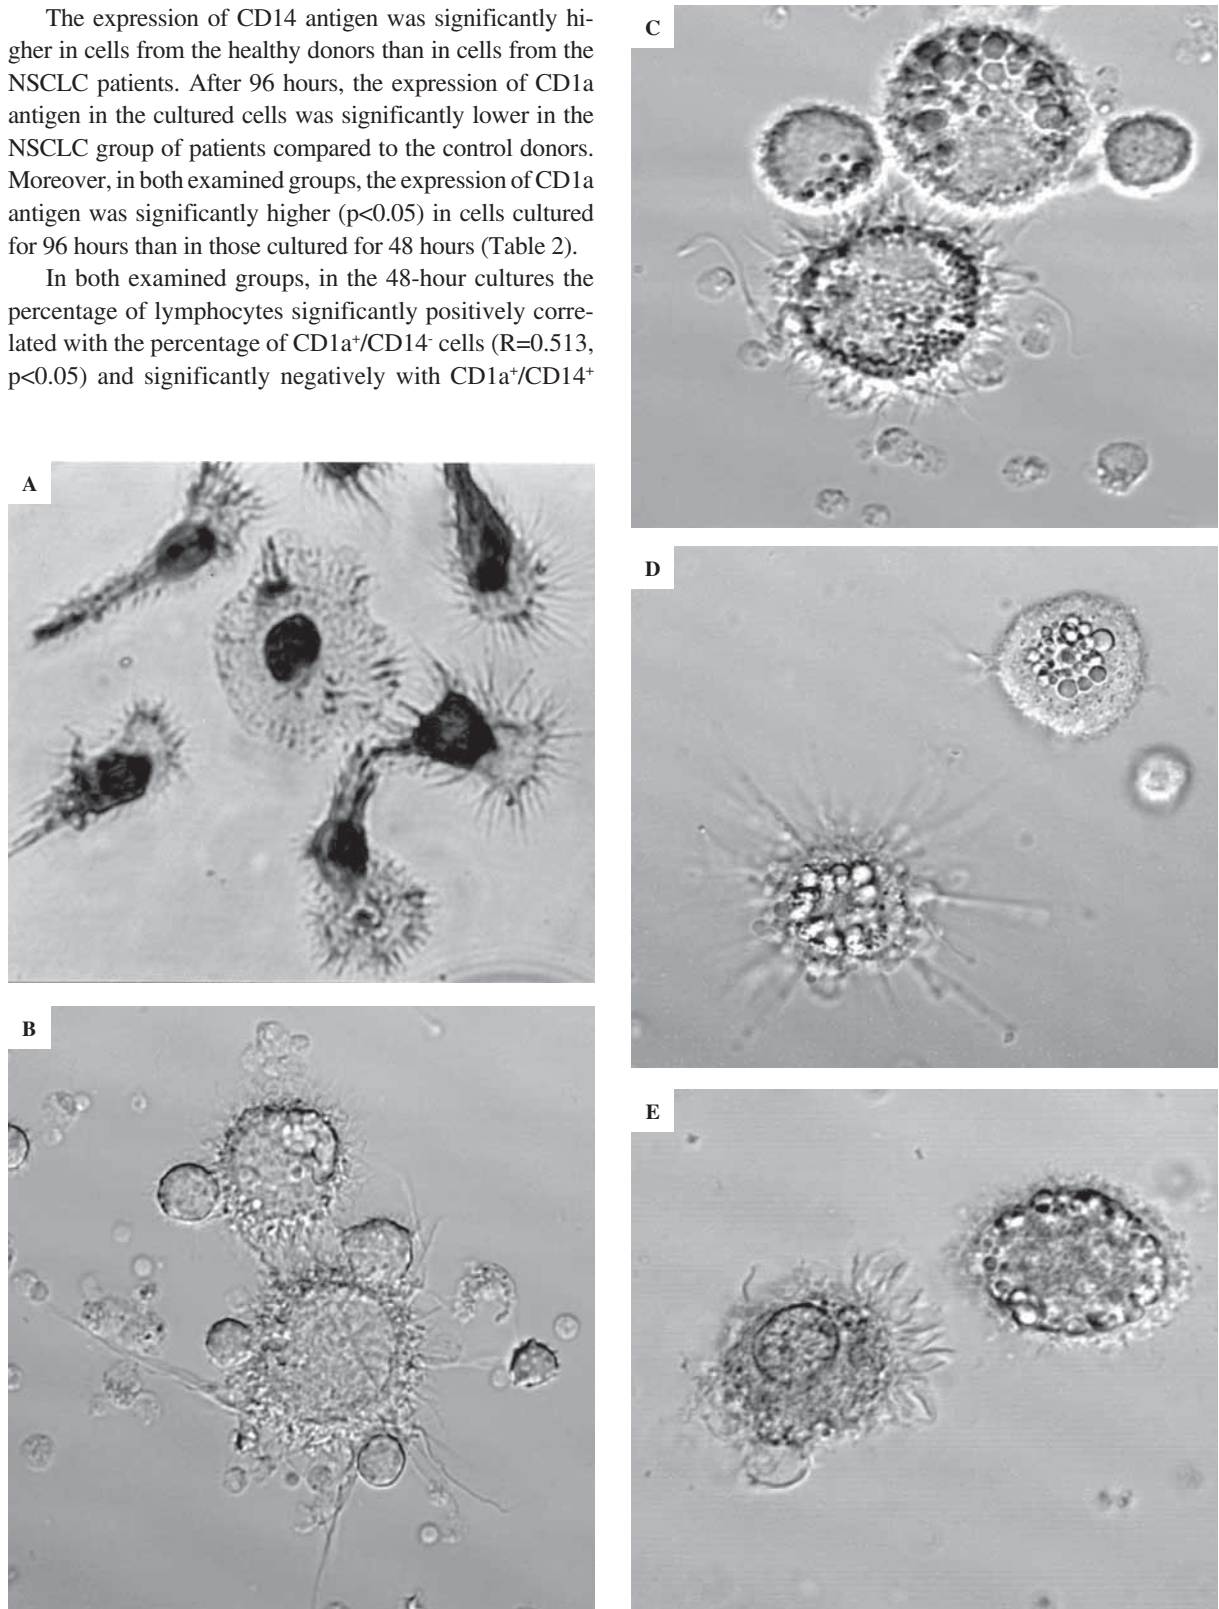 The expression of CD14 antigen was significantly hi-
gher in cells from the healthy donors than in cells from the
NSCLC patients. After 96 hours, the expression of CD1a
antigen in the cultured cells was significantly lower in the
NSCLC group of patients compared to the control donors.
Moreover, in both examined groups, the expression of CD1a
antigen was significantly higher (p<0.05) in cells cultured
for 96 hours than in those cultured for 48 hours (Table 2).
In both examined groups, in the 48-hour cultures the
percentage of lymphocytes significantly positively corre-
lated with the percentage of CD1a⁺/CD14⁻ cells (R=0.513,
p<0.05) and significantly negatively with CD1a⁺/CD14⁺
A
B
C
D
E